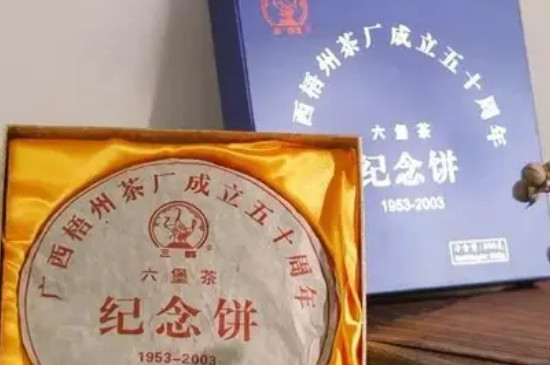 西梧州茶厂成立五十周年
六堡茶
纪念饼
1953-2003
广西梧州茶厂成立五十周年
三鹤
六堡茶
纪念饼
1953-2003